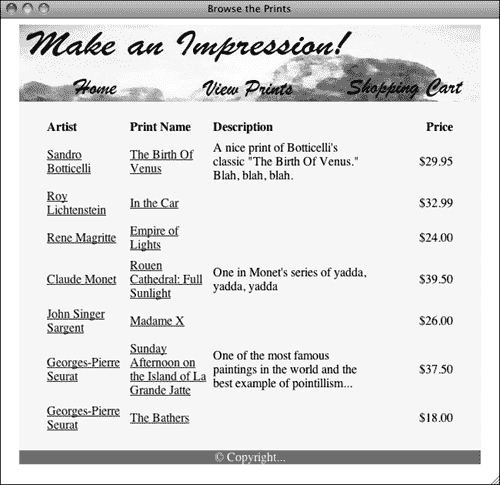 Browse the Prints
Make an Impression!
Home View Prints Shopping Cart
Artist Print Name Description Price
Sandro
Botticelli
The Birth Of
Venus
A nice print of Botticelli's
classic "The Birth Of Venus."
Blah, blah, blah.
$29.95
Roy
Lichtenstein
In the Car
$32.99
Rene Magritte
Empire of
Lights
$24.00
Claude Monet
Rouen
Cathedral: Full
Sunlight
One in Monet's series of yadda,
yadda, yadda
$39.50
John Singer
Sargent
Madame X
$26.00
Georges-Pierre
Seurat
Sunday
Afternoon on
the Island of La
Grande Jatte
One of the most famous
paintings in the world and the
best example of pointillism...
$37.50
Georges-Pierre
Seurat
The Bathers
$18.00
© Copyright...